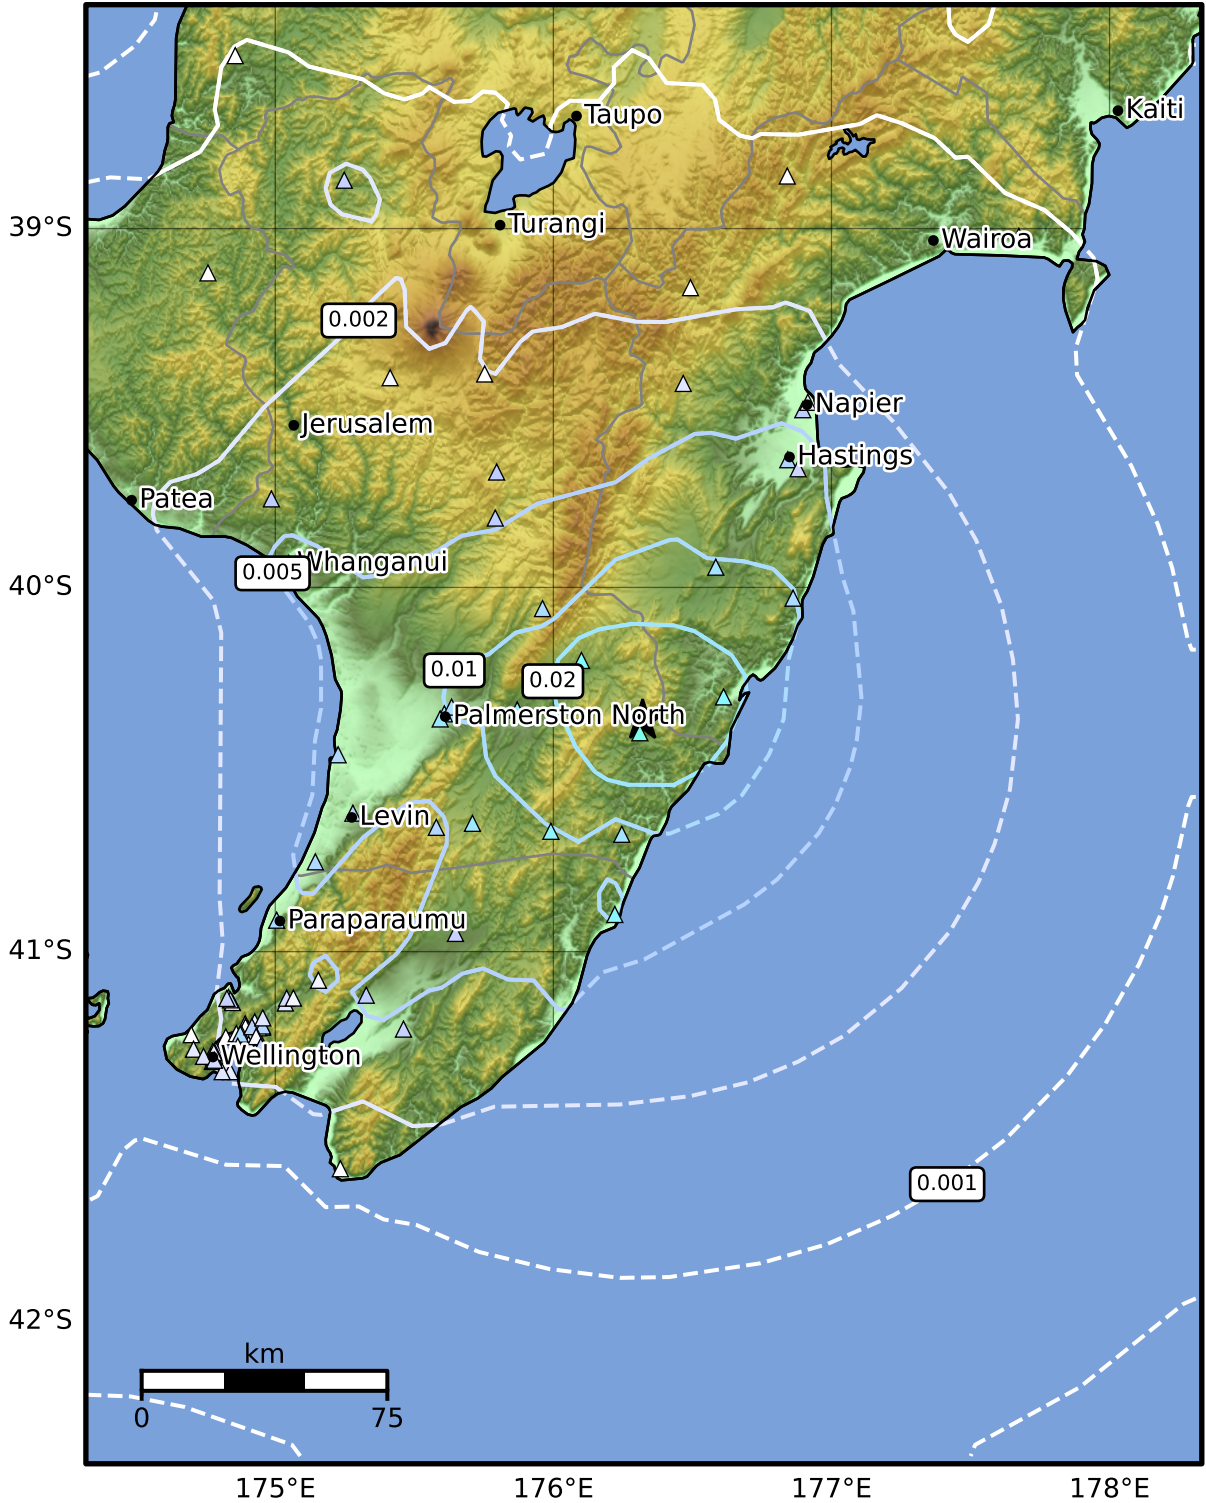 Taupo
Kaiti
39°S
Turangi
Wairoa
0.002
Napier
Jerusalem
Hastings
Patea
Whanganui
0.005
40°S
0.01
0.02
Palmerston North
Levin
Paraparaumu
41°S
Wellington
0.001
42°S
km
0
75
175°E
176°E
177°E
178°E